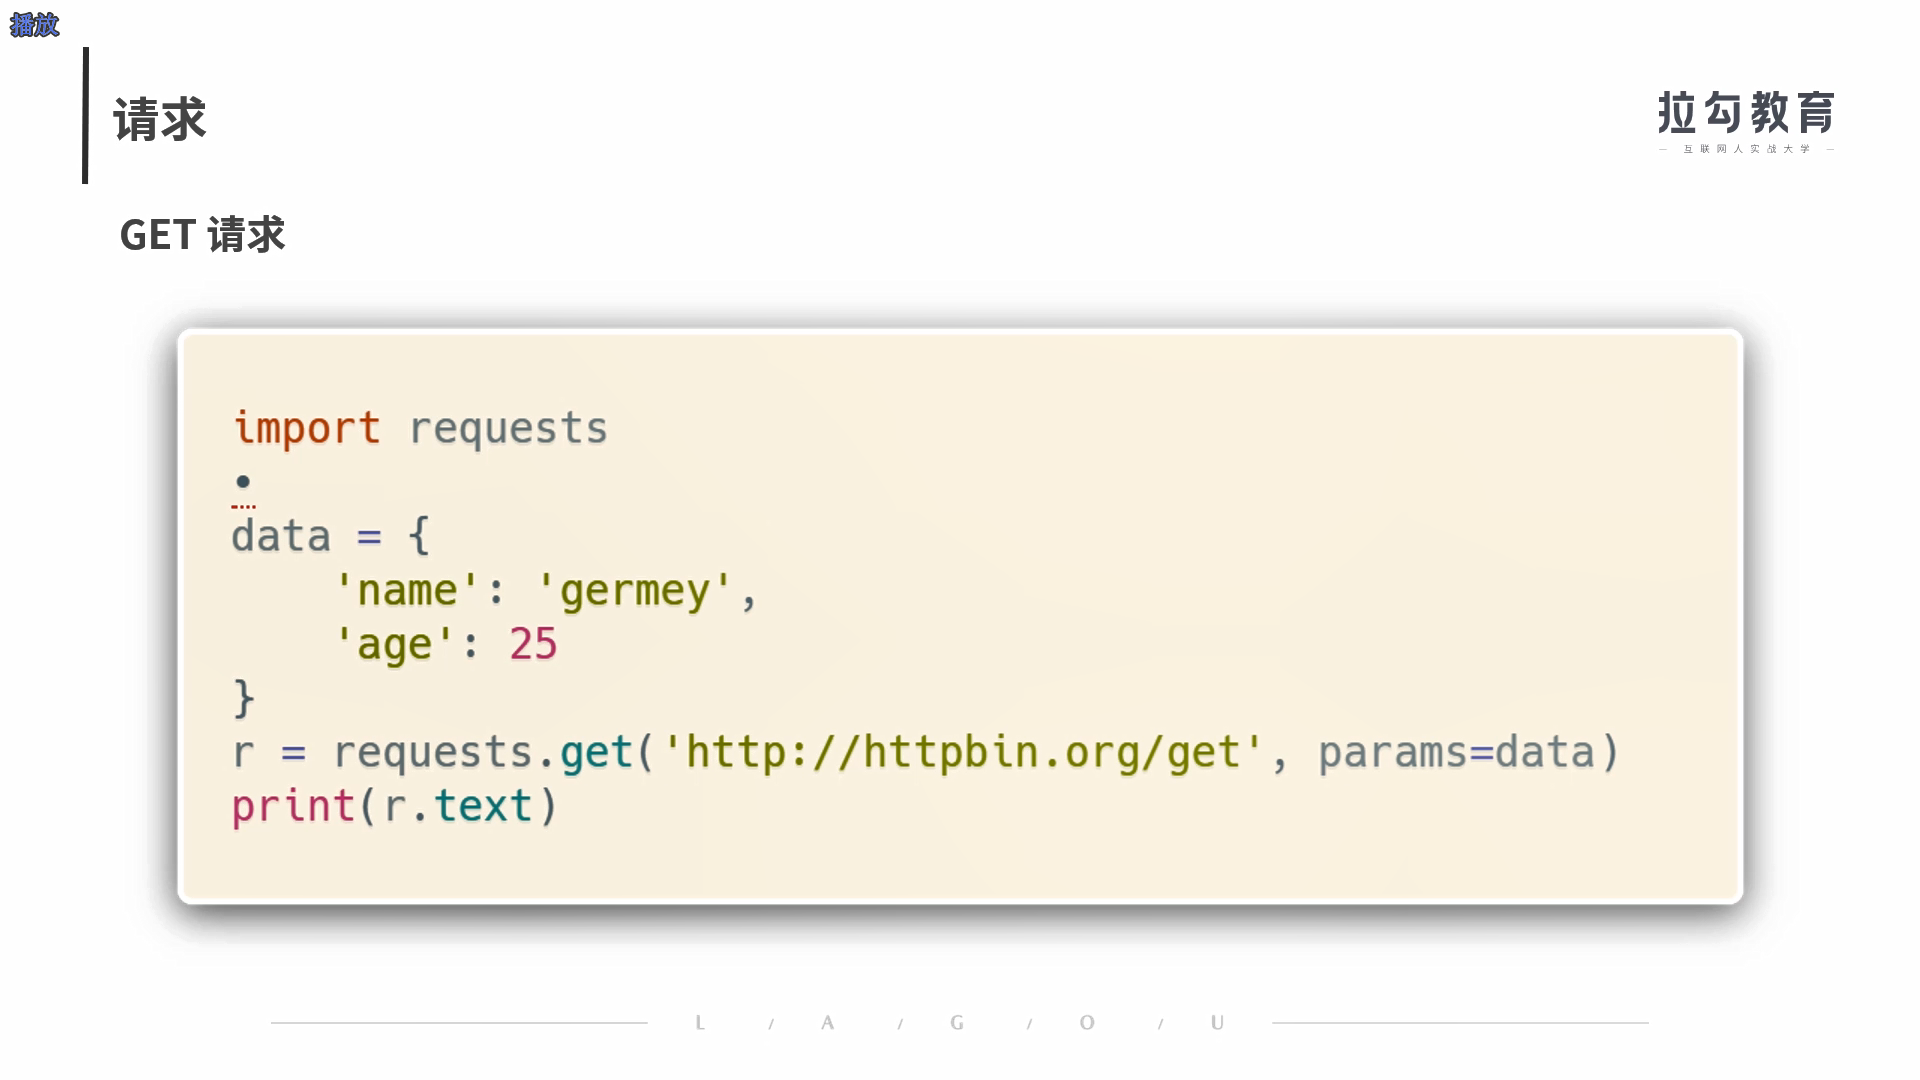 播放
请求
拉勾教育
— 互联网人实战大学 —
GET 请求
import requests
•
data = {
    'name': 'germey',
    'age': 25
}
r = requests.get('http://httpbin.org/get', params=data)
print(r.text)
L / A / G / O / U